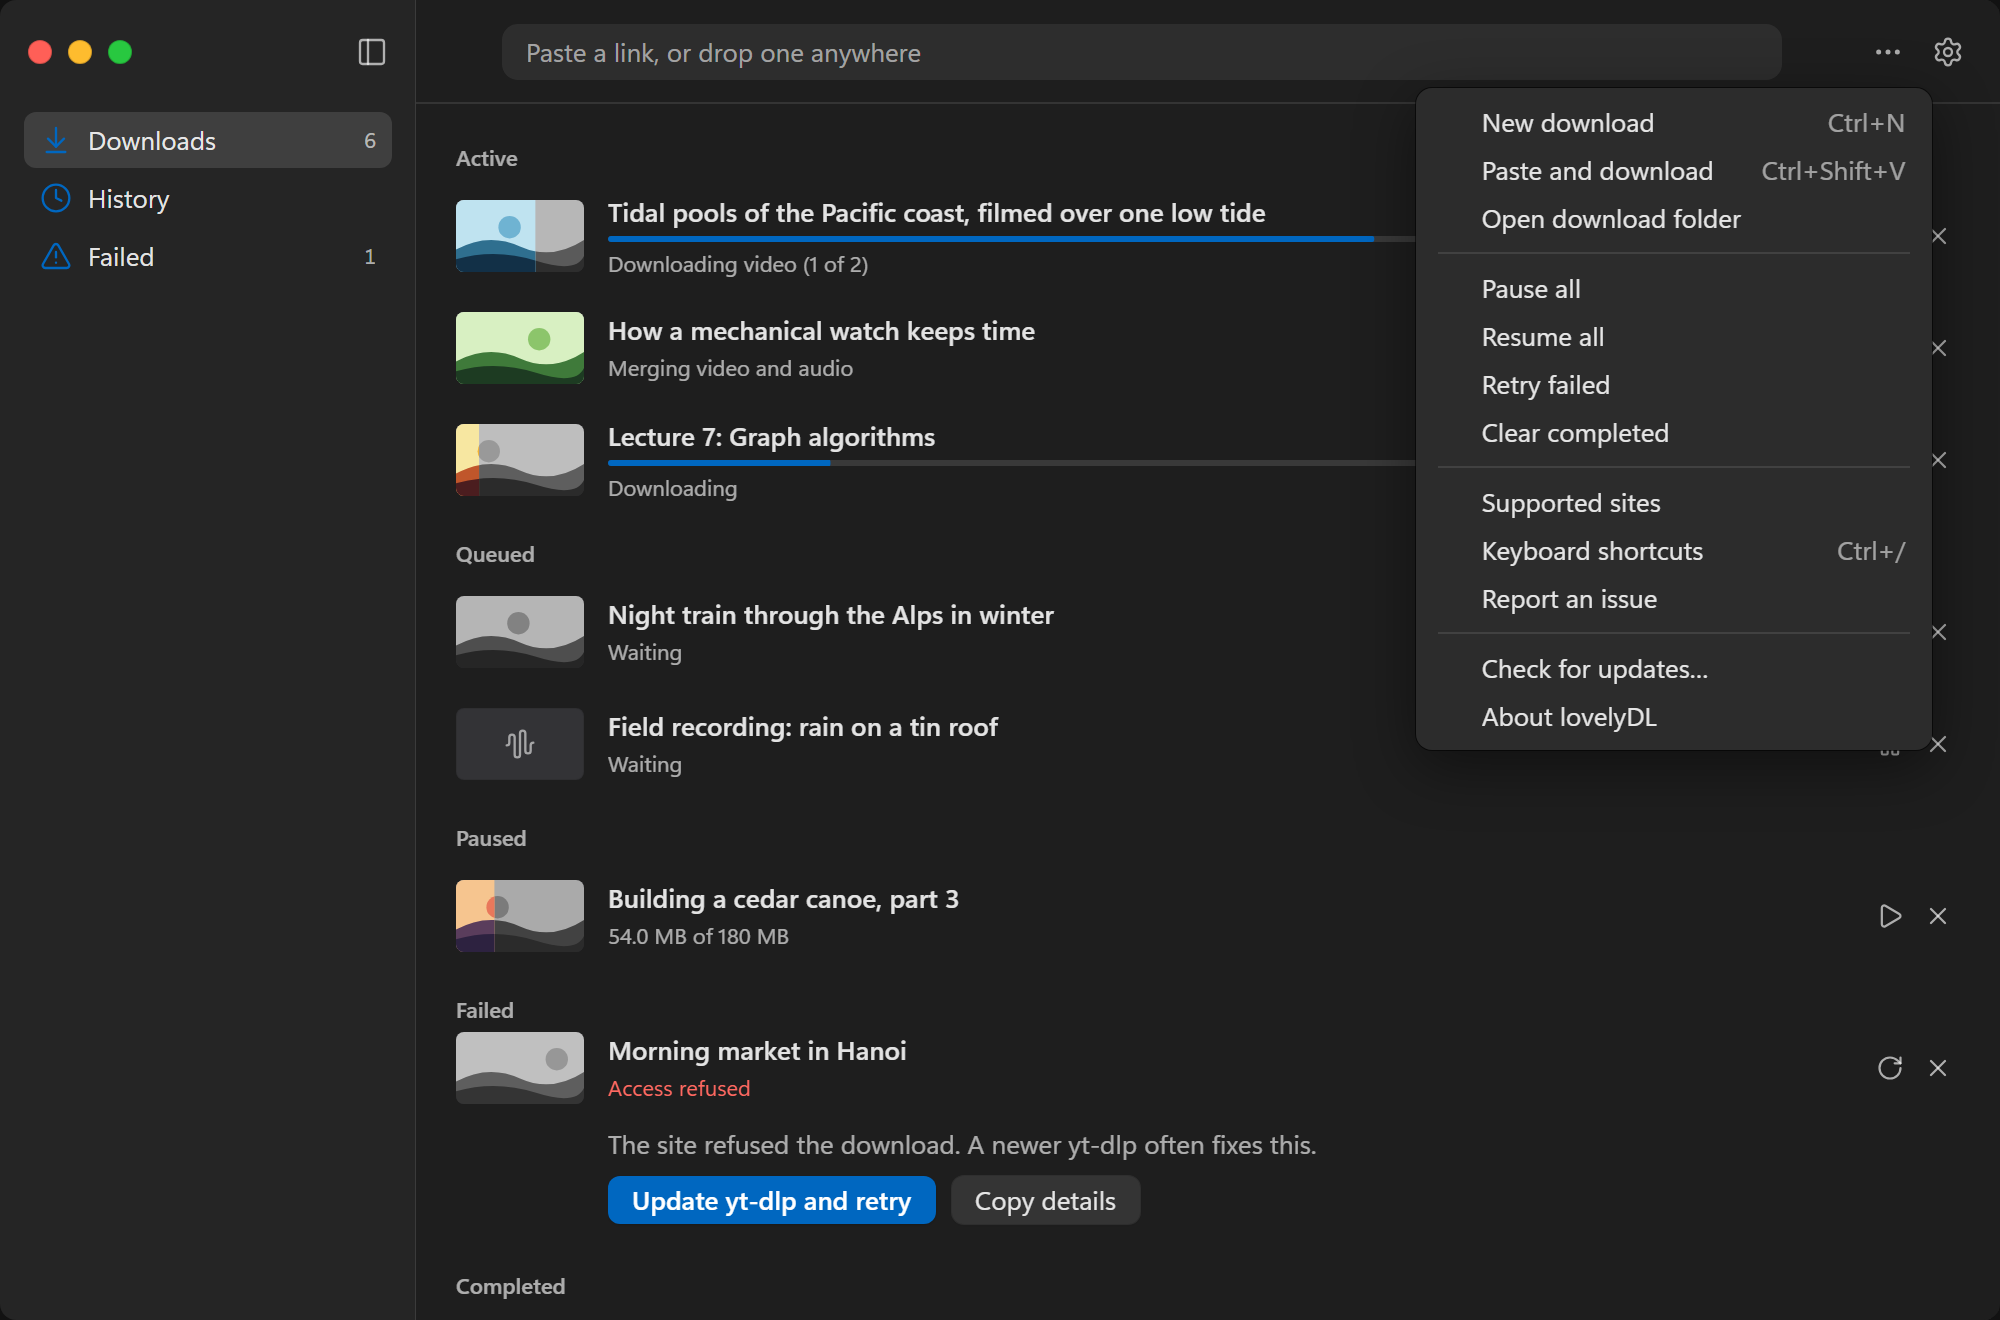 Paste a link, or drop one anywhere
Downloads 6
History
Failed 1
Active
Tidal pools of the Pacific coast, filmed over one low tide
Downloading video (1 of 2)
How a mechanical watch keeps time
Merging video and audio
Lecture 7: Graph algorithms
Downloading
Queued
Night train through the Alps in winter
Waiting
Field recording: rain on a tin roof
Waiting
Paused
Building a cedar canoe, part 3
54.0 MB of 180 MB
Failed
Morning market in Hanoi
Access refused
The site refused the download. A newer yt-dlp often fixes this.
Update yt-dlp and retry
Copy details
Completed
New download Ctrl+N
Paste and download Ctrl+Shift+V
Open download folder
Pause all
Resume all
Retry failed
Clear completed
Supported sites
Keyboard shortcuts Ctrl+/
Report an issue
Check for updates...
About lovelyDL